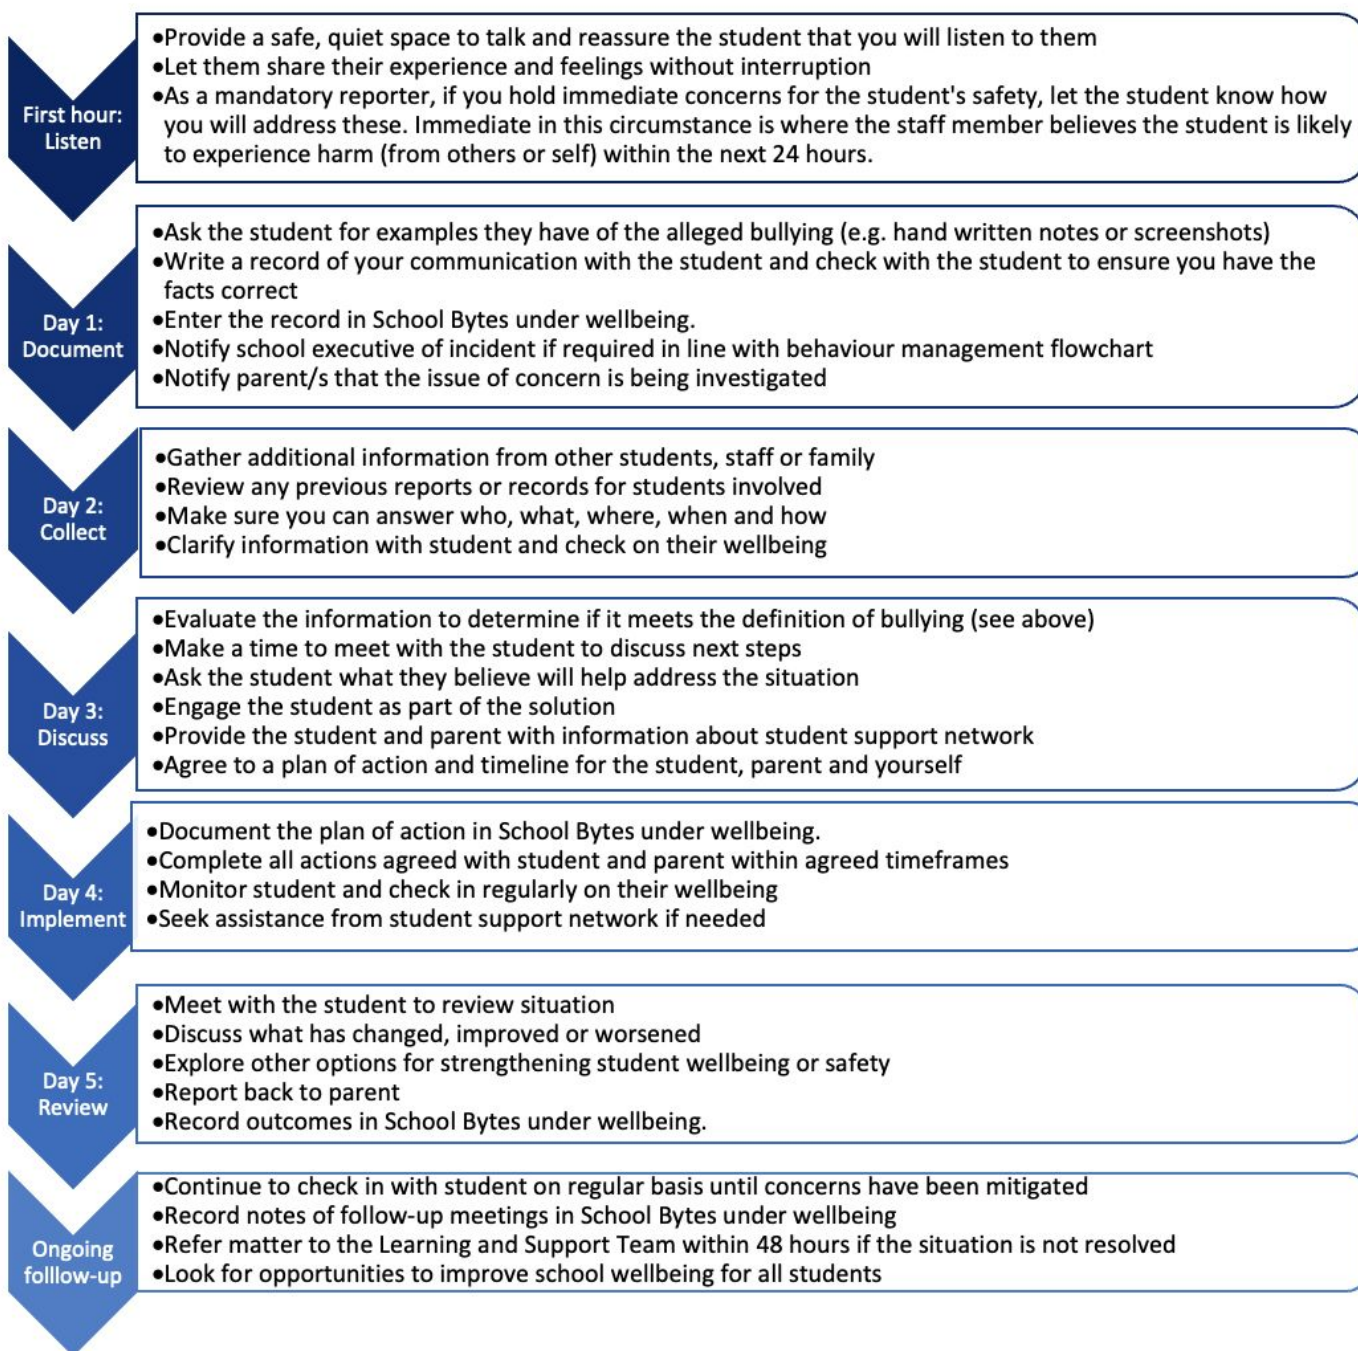 First hour:
Listen
•Provide a safe, quiet space to talk and reassure the student that you will listen to them
•Let them share their experience and feelings without interruption
•As a mandatory reporter, if you hold immediate concerns for the student's safety, let the student know how
you will address these. Immediate in this circumstance is where the staff member believes the student is likely
to experience harm (from others or self) within the next 24 hours.
Day 1:
Document
•Ask the student for examples they have of the alleged bullying (e.g. hand written notes or screenshots)
•Write a record of your communication with the student and check with the student to ensure you have the
facts correct
•Enter the record in School Bytes under wellbeing.
•Notify school executive of incident if required in line with behaviour management flowchart
•Notify parent/s that the issue of concern is being investigated
Day 2:
Collect
•Gather additional information from other students, staff or family
•Review any previous reports or records for students involved
•Make sure you can answer who, what, where, when and how
•Clarify information with student and check on their wellbeing
Day 3:
Discuss
•Evaluate the information to determine if it meets the definition of bullying (see above)
•Make a time to meet with the student to discuss next steps
•Ask the student what they believe will help address the situation
•Engage the student as part of the solution
•Provide the student and parent with information about student support network
•Agree to a plan of action and timeline for the student, parent and yourself
Day 4:
Implement
•Document the plan of action in School Bytes under wellbeing.
•Complete all actions agreed with student and parent within agreed timeframes
•Monitor student and check in regularly on their wellbeing
•Seek assistance from student support network if needed
Day 5:
Review
•Meet with the student to review situation
•Discuss what has changed, improved or worsened
•Explore other options for strengthening student wellbeing or safety
•Report back to parent
•Record outcomes in School Bytes under wellbeing.
Ongoing
folllow-up
•Continue to check in with student on regular basis until concerns have been mitigated
•Record notes of follow-up meetings in School Bytes under wellbeing
•Refer matter to the Learning and Support Team within 48 hours if the situation is not resolved
•Look for opportunities to improve school wellbeing for all students